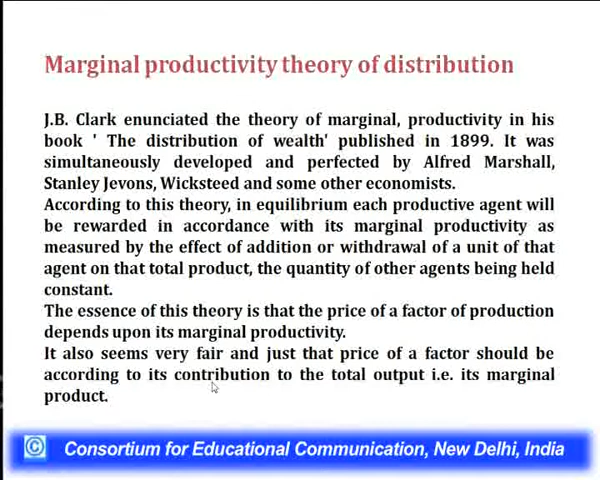 Marginal productivity theory of distribution
J.B. Clark enunciated the theory of marginal, productivity in his
book ' The distribution of wealth' published in 1899. It was
simultaneously developed and perfected by Alfred Marshall,
Stanley Jevons, Wicksteed and some other economists.
According to this theory, in equilibrium each productive agent will
be rewarded in accordance with its marginal productivity as
measured by the effect of addition or withdrawal of a unit of that
agent on that total product, the quantity of other agents being held
constant.
The essence of this theory is that the price of a factor of production
depends upon its marginal productivity.
It also seems very fair and just that price of a factor should be
according to its contribution to the total output i.e. its marginal
product.
© Consortium for Educational Communication, New Delhi, India